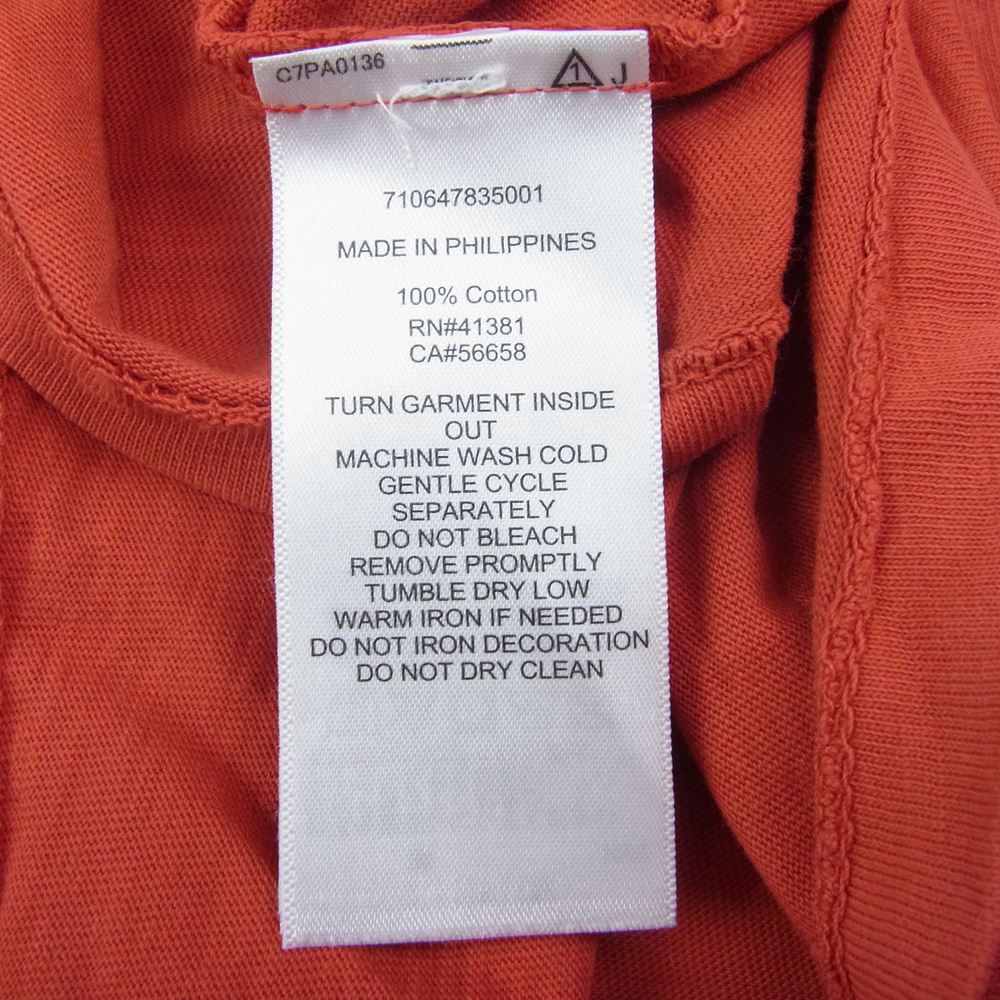 C7PA0136
1 J
710647835001
MADE IN PHILIPPINES
100% Cotton
RN#41381
CA#56658
TURN GARMENT INSIDE
OUT
MACHINE WASH COLD
GENTLE CYCLE
SEPARATELY
DO NOT BLEACH
REMOVE PROMPTLY
TUMBLE DRY LOW
WARM IRON IF NEEDED
DO NOT IRON DECORATION
DO NOT DRY CLEAN